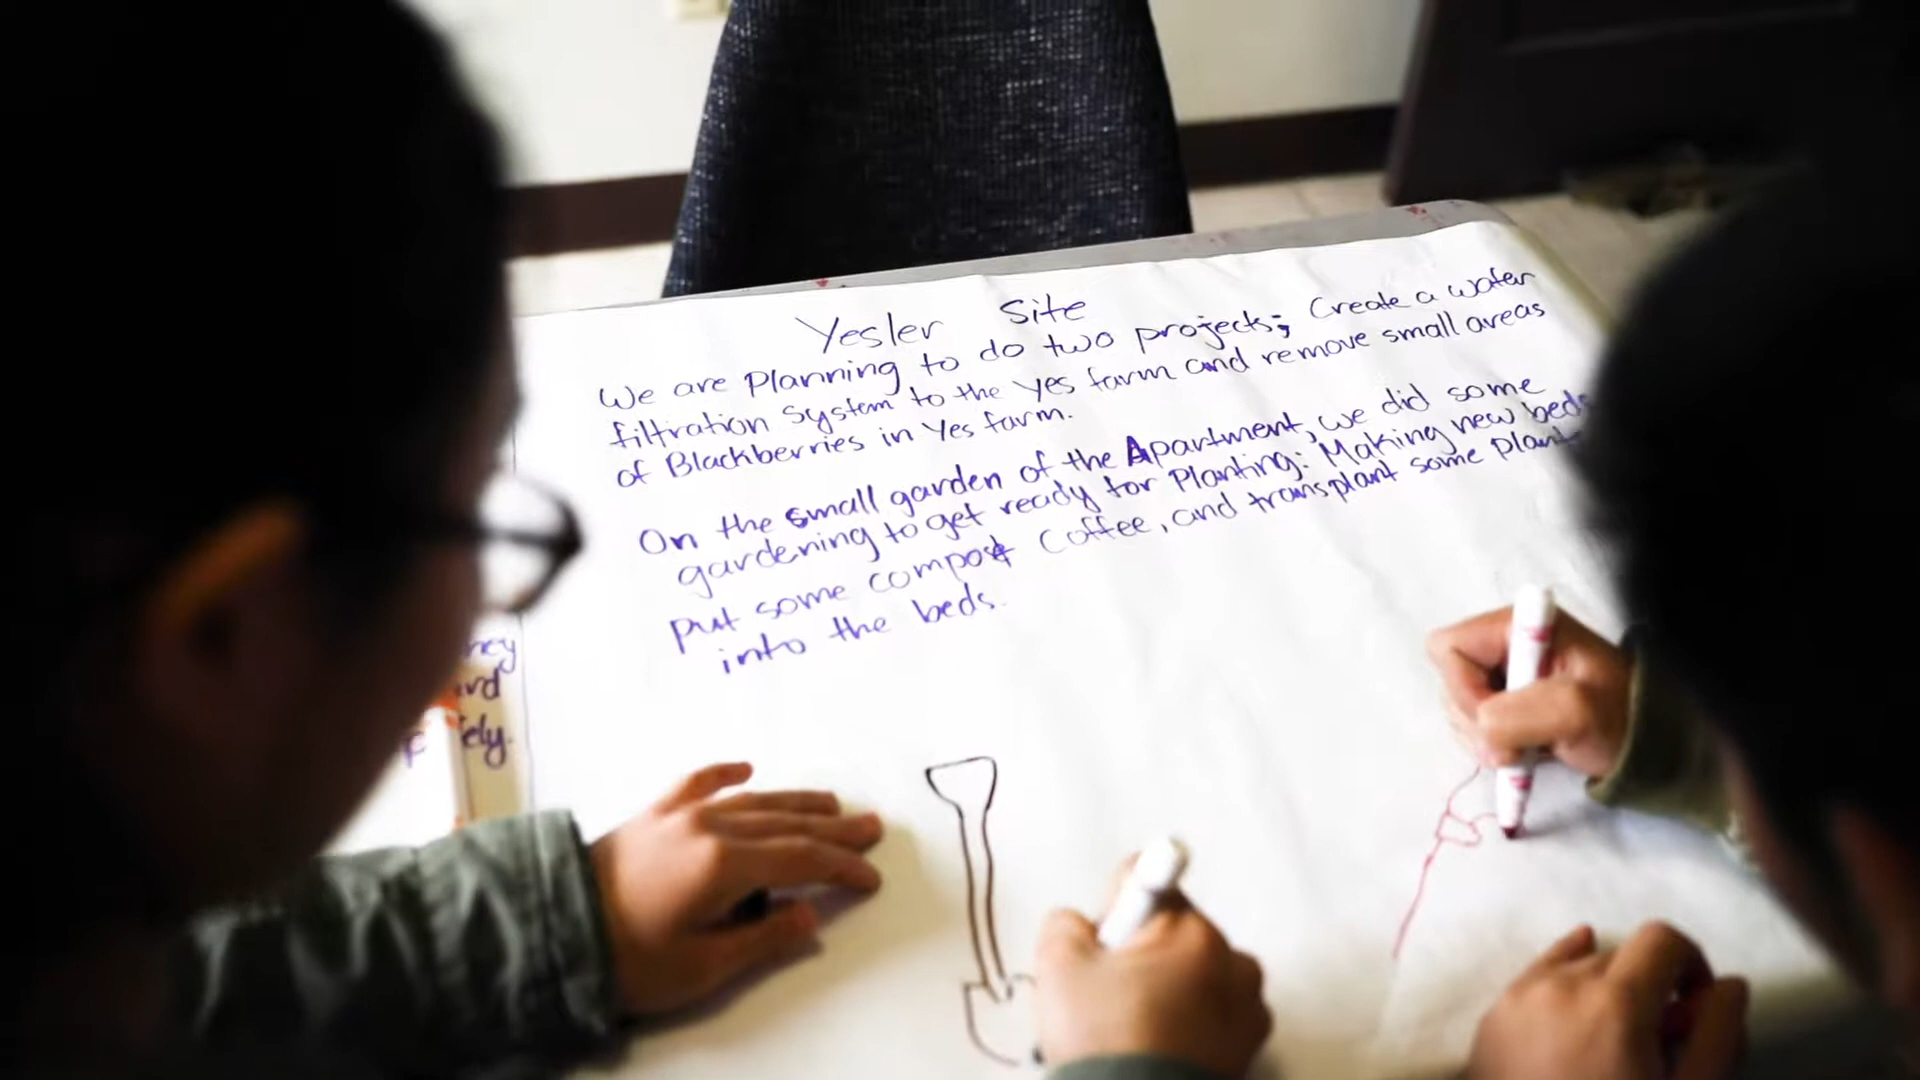 Yesler Site
We are Planning to do two projects; Create a water
filtration System to the yes farm and remove small areas
of Blackberries in Yes farm.
On the small garden of the Apartment, we did some
gardening to get ready for Planting: Making new beds
put some compost Coffee, and transplant some plant
into the beds.